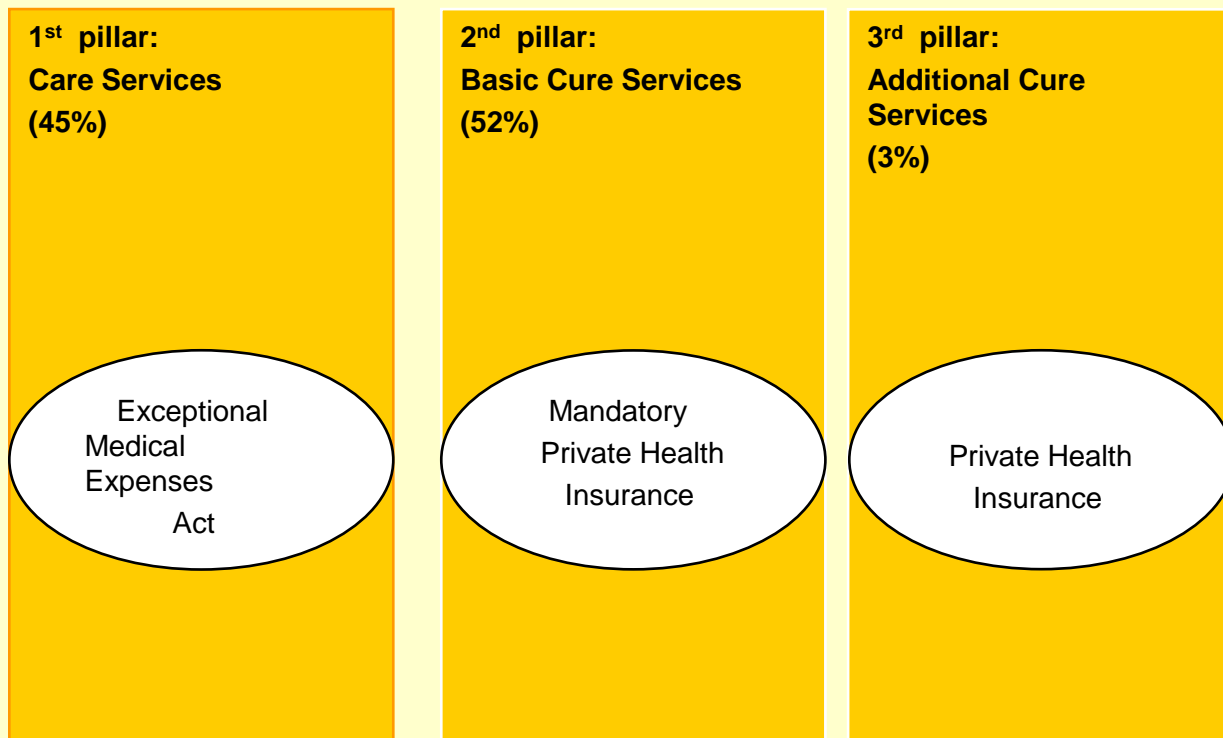 1st pillar:
Care Services
(45%)
Exceptional
Medical
Expenses
Act
2nd pillar:
Basic Cure Services
(52%)
Mandatory
Private Health
Insurance
3rd pillar:
Additional Cure
Services
(3%)
Private Health
Insurance